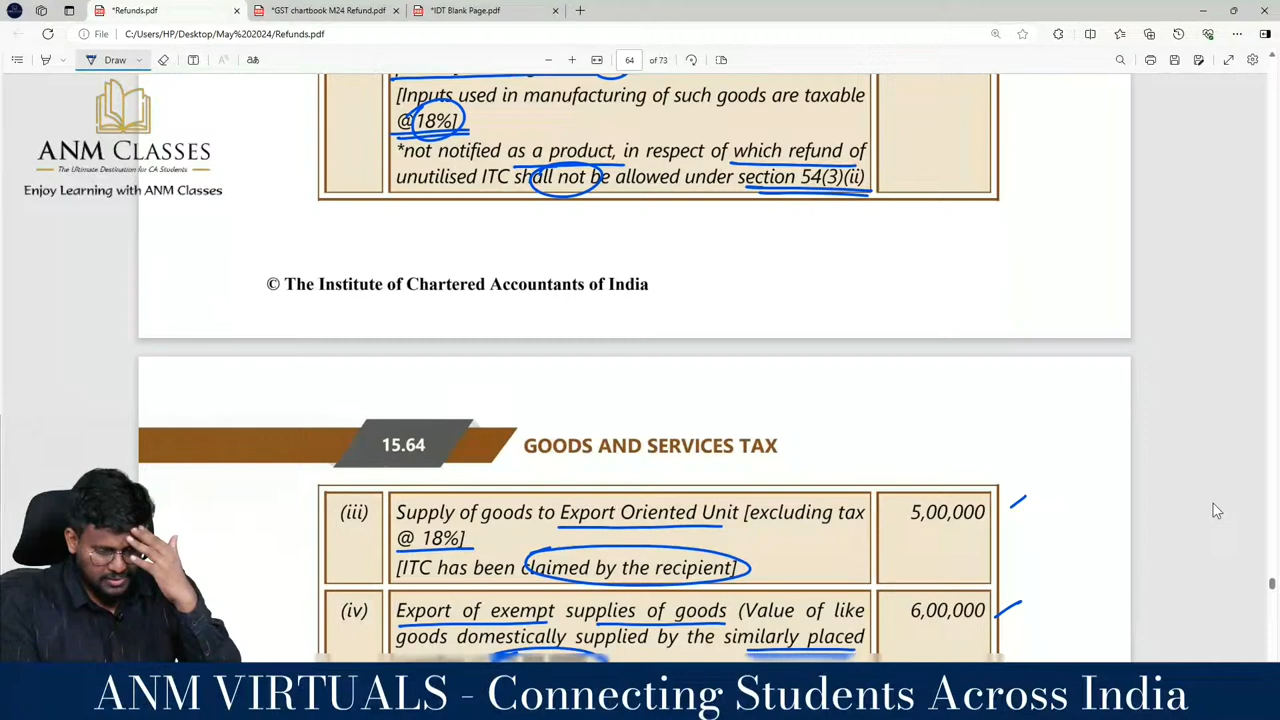 *Refunds.pdf
*GST chartbook M24 Refund.pdf
*IDT Blank Page.pdf
File
C:/Users/HP/Desktop/May%202024/Refunds.pdf
Draw
64 of 73
[Inputs used in manufacturing of such goods are taxable
@ 18%]
*not notified as a product, in respect of which refund of
unutilised ITC shall not be allowed under section 54(3)(ii)
ANM CLASSES
The Ultimate Destination for CA Students
Enjoy Learning with ANM Classes
© The Institute of Chartered Accountants of India
15.64 GOODS AND SERVICES TAX
(iii) Supply of goods to Export Oriented Unit [excluding tax 5,00,000
@ 18%]
[ITC has been claimed by the recipient]
(iv) Export of exempt supplies of goods (Value of like 6,00,000
goods domestically supplied by the similarly placed
ANM VIRTUALS - Connecting Students Across India